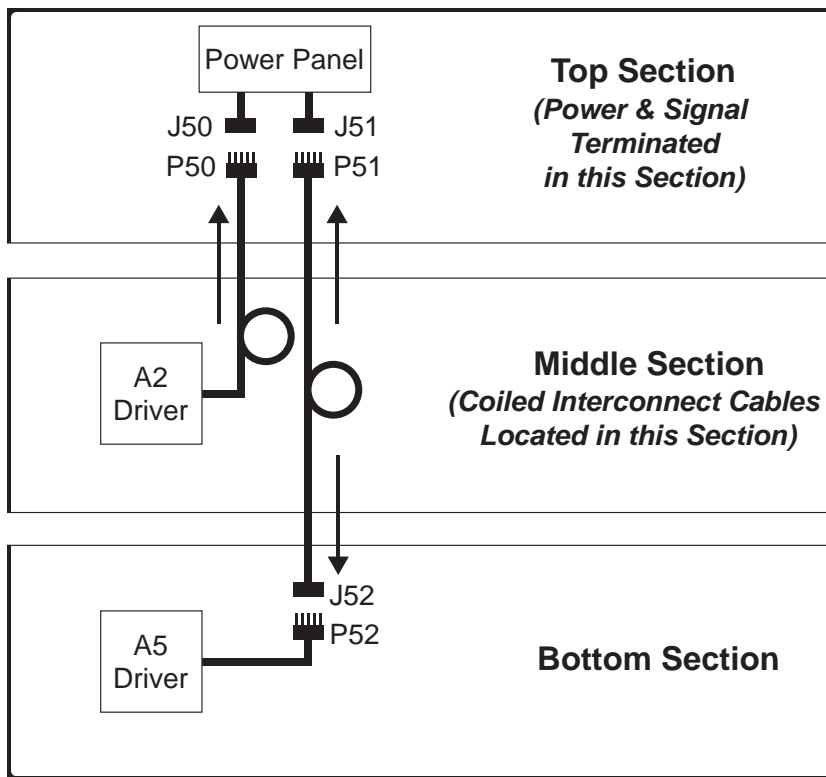 Power Panel
J50
J51
P50
P51
Top Section
(Power & Signal
Terminated
in this Section)
A2
Driver
Middle Section
(Coiled Interconnect Cables
Located in this Section)
J52
P52
A5
Driver
Bottom Section